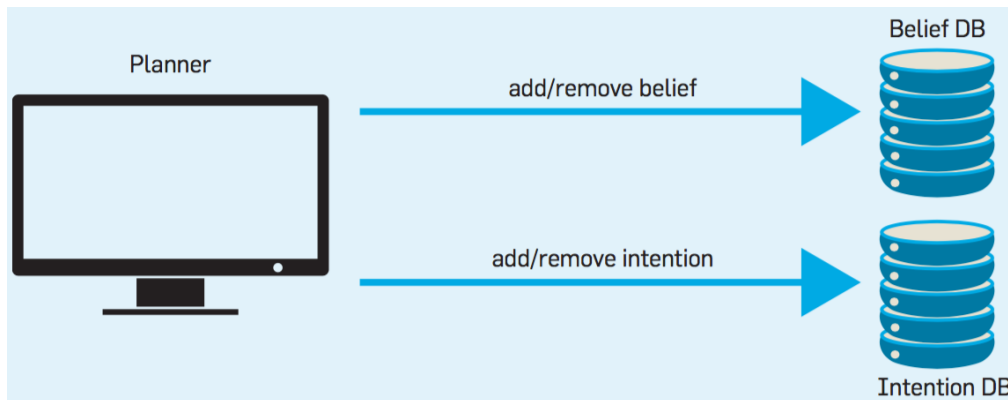 Planner
Belief DB
add/remove belief
add/remove intention
Intention DB